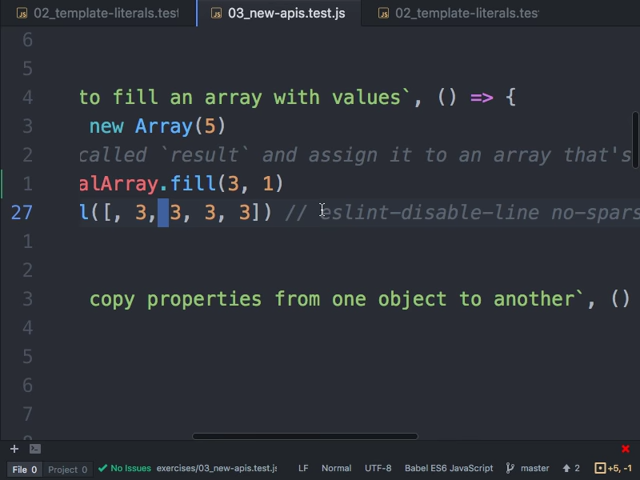 02_template-literals.test
03_new-apis.test.js
02_template-literals.test
6
5
4 to fill an array with values`, () => {
3 new Array(5)
2 called `result` and assign it to an array that's
1 alArray.fill(3, 1)
27 l([, 3, 3, 3, 3]) // eslint-disable-line no-spars
1
2
3 copy properties from one object to another`, ()
4
5
6
7
+
File 0 Project 0 No Issues exercises/03_new-apis.test.js LF Normal UTF-8 Babel ES6 JavaScript master 2 +5, -1